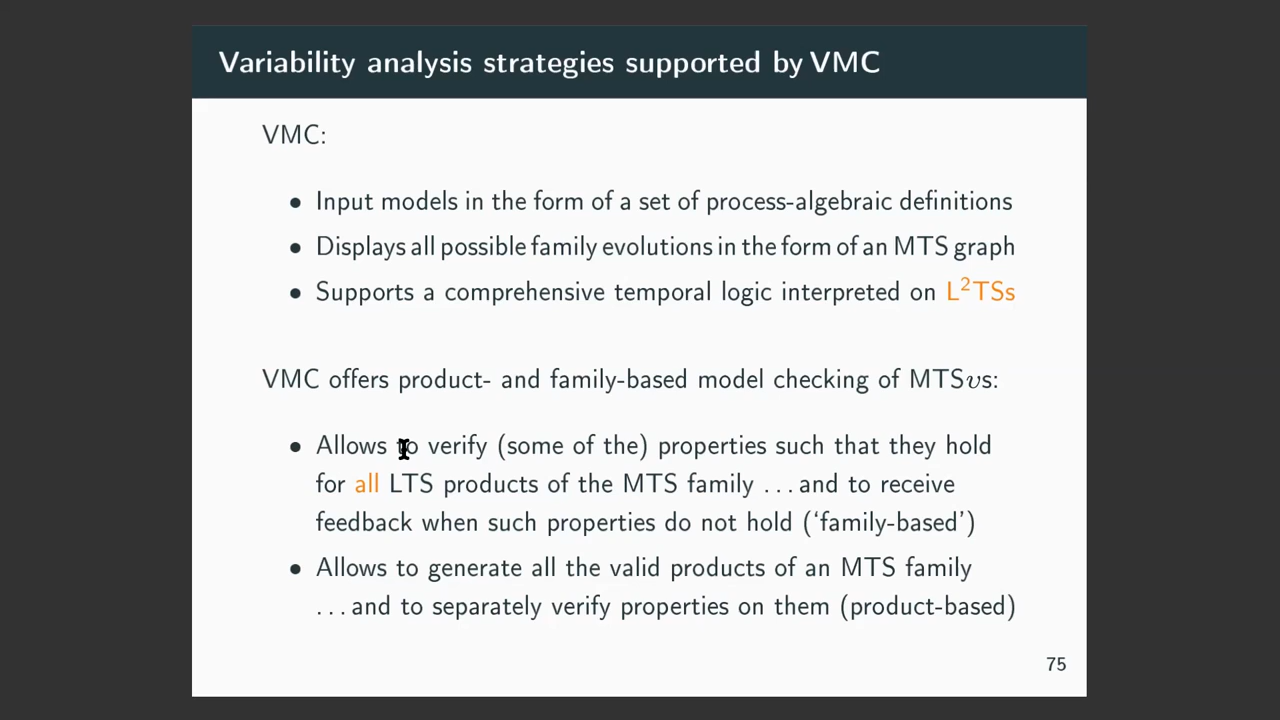 Variability analysis strategies supported by VMC
VMC:
• Input models in the form of a set of process-algebraic definitions
• Displays all possible family evolutions in the form of an MTS graph
• Supports a comprehensive temporal logic interpreted on L²TSs
VMC offers product- and family-based model checking of MTSυs:
• Allows to verify (some of the) properties such that they hold
for all LTS products of the MTS family ...and to receive
feedback when such properties do not hold (‘family-based’)
• Allows to generate all the valid products of an MTS family
...and to separately verify properties on them (product-based)
75